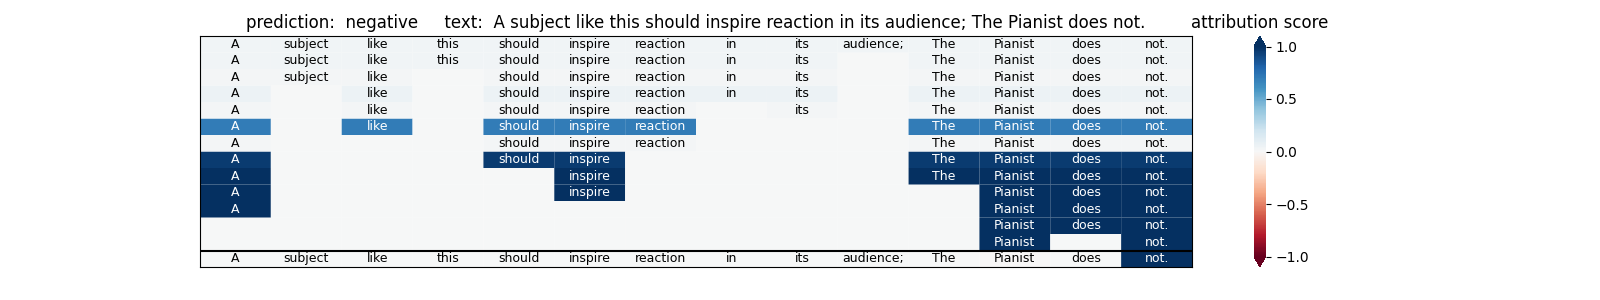 prediction:  negative     text:  A subject like this should inspire reaction in its audience; The Pianist does not.     attribution score
A subject like this should inspire reaction in its audience; The Pianist does not. 1.0
A subject like this should inspire reaction in its The Pianist does not.
A subject like should inspire reaction in its The Pianist does not.
A like should inspire reaction in its The Pianist does not. 0.5
A like should inspire reaction its The Pianist does not.
A like should inspire reaction The Pianist does not.
A should inspire reaction The Pianist does not.
A should inspire The Pianist does not. 0.0
A inspire The Pianist does not.
A inspire Pianist does not.
A Pianist does not. −0.5
Pianist does not.
Pianist not.
A subject like this should inspire reaction in its audience; The Pianist does not. −1.0